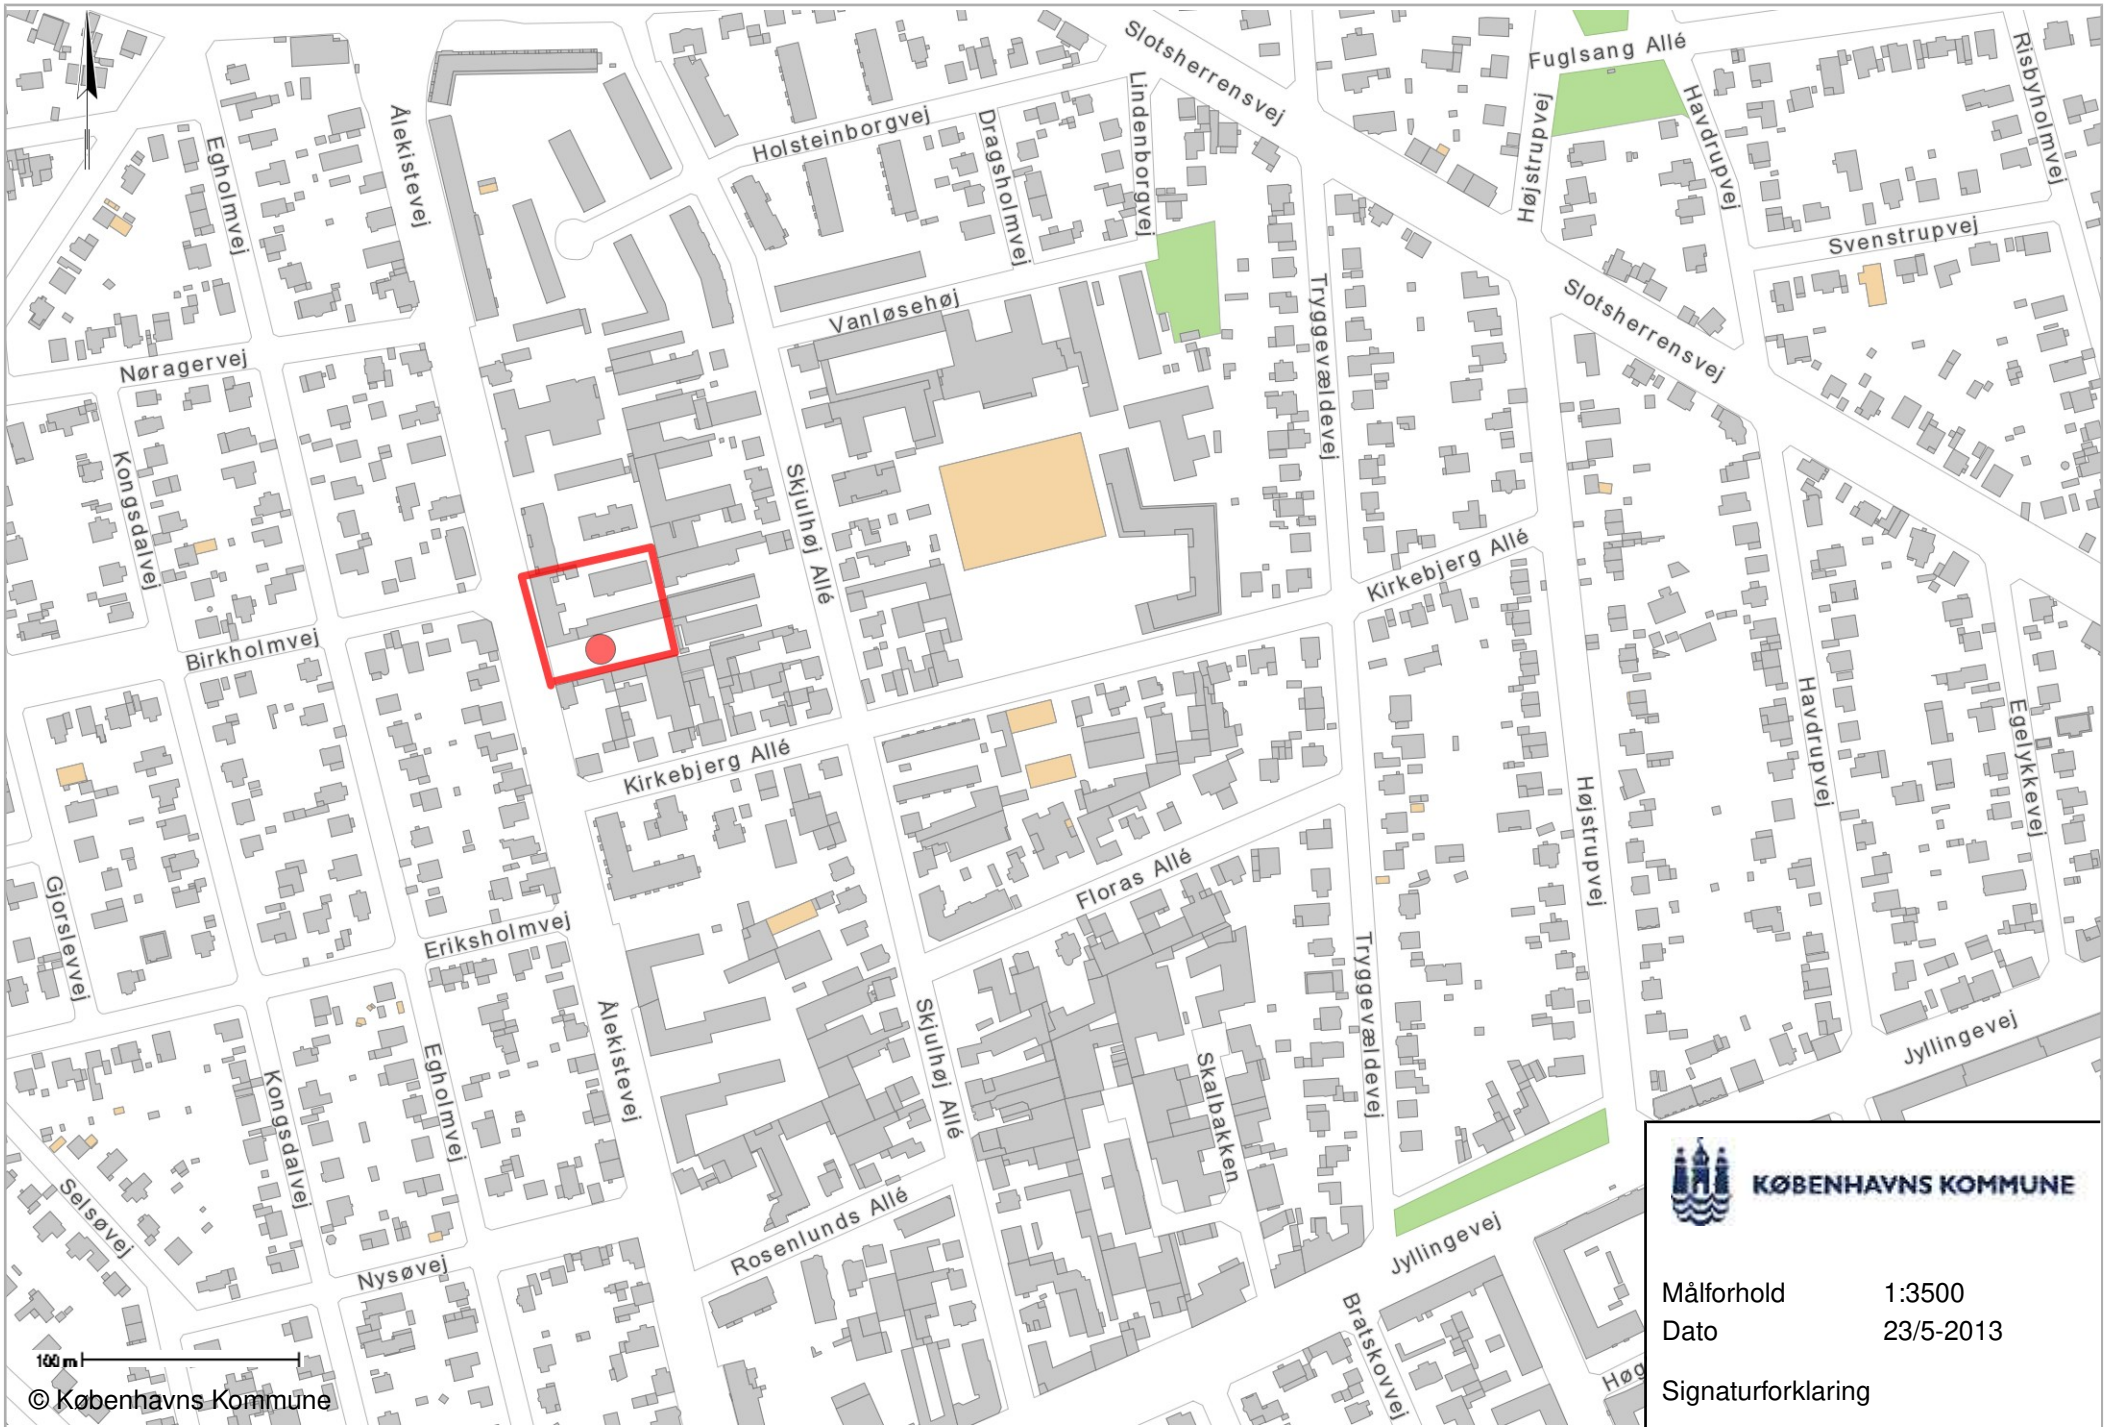 Slotsherrensvej
Fuglsang Allé
Risbyholmvej
Havdrupvej
Højstrupvej
Lindenborgvej
Dragsholmvej
Holsteinborgvej
Ålekistevej
Egholmvej
Svenstrupvej
Slotsherrensvej
Tryggevældevej
Vanløsehøj
Nøragervej
Kongsdalvej
Skjulhøj Allé
Kirkebjerg Allé
Birkholmvej
Havdrupvej
Egelykkevej
Kirkebjerg Allé
Højstrupvej
Floras Allé
Gjorslevvej
Eriksholmvej
Tryggevældevej
Skjulhøj Allé
Ålekistevej
Jyllingevej
Egholmvej
Kongsdalvej
Skalbakken
Selsøvej
Rosenlunds Allé
Jyllingevej
Nysøvej
Bratskovvej
Høg
100 m
© Københavns Kommune
KØBENHAVNS KOMMUNE
Målforhold 1:3500
Dato 23/5-2013
Signaturforklaring